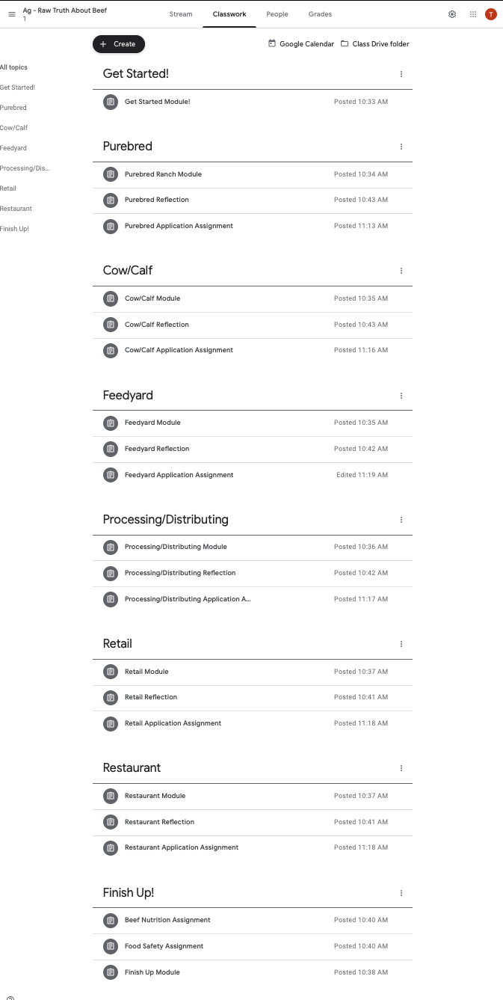 Ag - Raw Truth About Beef
1
Stream Classwork People Grades
T
Create
Google Calendar Class Drive folder
All topics
Get Started!
Purebred
Cow/Calf
Feedyard
Processing/Dis...
Retail
Restaurant
Finish Up!
Get Started!
Get Started Module! Posted 10:33 AM
Purebred
Purebred Ranch Module Posted 10:34 AM
Purebred Reflection Posted 10:43 AM
Purebred Application Assignment Posted 11:13 AM
Cow/Calf
Cow/Calf Module Posted 10:35 AM
Cow/Calf Reflection Posted 10:43 AM
Cow/Calf Application Assignment Posted 11:16 AM
Feedyard
Feedyard Module Posted 10:35 AM
Feedyard Reflection Posted 10:42 AM
Feedyard Application Assignment Edited 11:19 AM
Processing/Distributing
Processing/Distributing Module Posted 10:36 AM
Processing/Distributing Reflection Posted 10:42 AM
Processing/Distributing Application A... Posted 11:17 AM
Retail
Retail Module Posted 10:37 AM
Retail Reflection Posted 10:41 AM
Retail Application Assignment Posted 11:18 AM
Restaurant
Restaurant Module Posted 10:37 AM
Restaurant Reflection Posted 10:41 AM
Restaurant Application Assignment Posted 11:18 AM
Finish Up!
Beef Nutrition Assignment Posted 10:40 AM
Food Safety Assignment Posted 10:40 AM
Finish Up Module Posted 10:38 AM